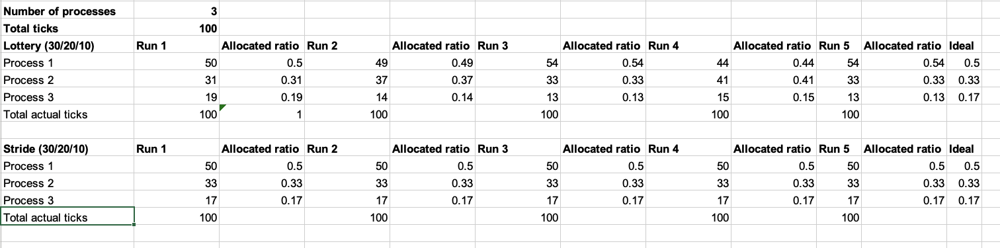 Number of processes 3
Total ticks 100
Lottery (30/20/10) Run 1 Allocated ratio Run 2 Allocated ratio Run 3 Allocated ratio Run 4 Allocated ratio Run 5 Allocated ratio Ideal
Process 1 50 0.5 49 0.49 54 0.54 44 0.44 54 0.54 0.5
Process 2 31 0.31 37 0.37 33 0.33 41 0.41 33 0.33 0.33
Process 3 19 0.19 14 0.14 13 0.13 15 0.15 13 0.13 0.17
Total actual ticks 100 1 100 100 100 100
Stride (30/20/10) Run 1 Allocated ratio Run 2 Allocated ratio Run 3 Allocated ratio Run 4 Allocated ratio Run 5 Allocated ratio Ideal
Process 1 50 0.5 50 0.5 50 0.5 50 0.5 50 0.5 0.5
Process 2 33 0.33 33 0.33 33 0.33 33 0.33 33 0.33 0.33
Process 3 17 0.17 17 0.17 17 0.17 17 0.17 17 0.17 0.17
Total actual ticks 100 100 100 100 100